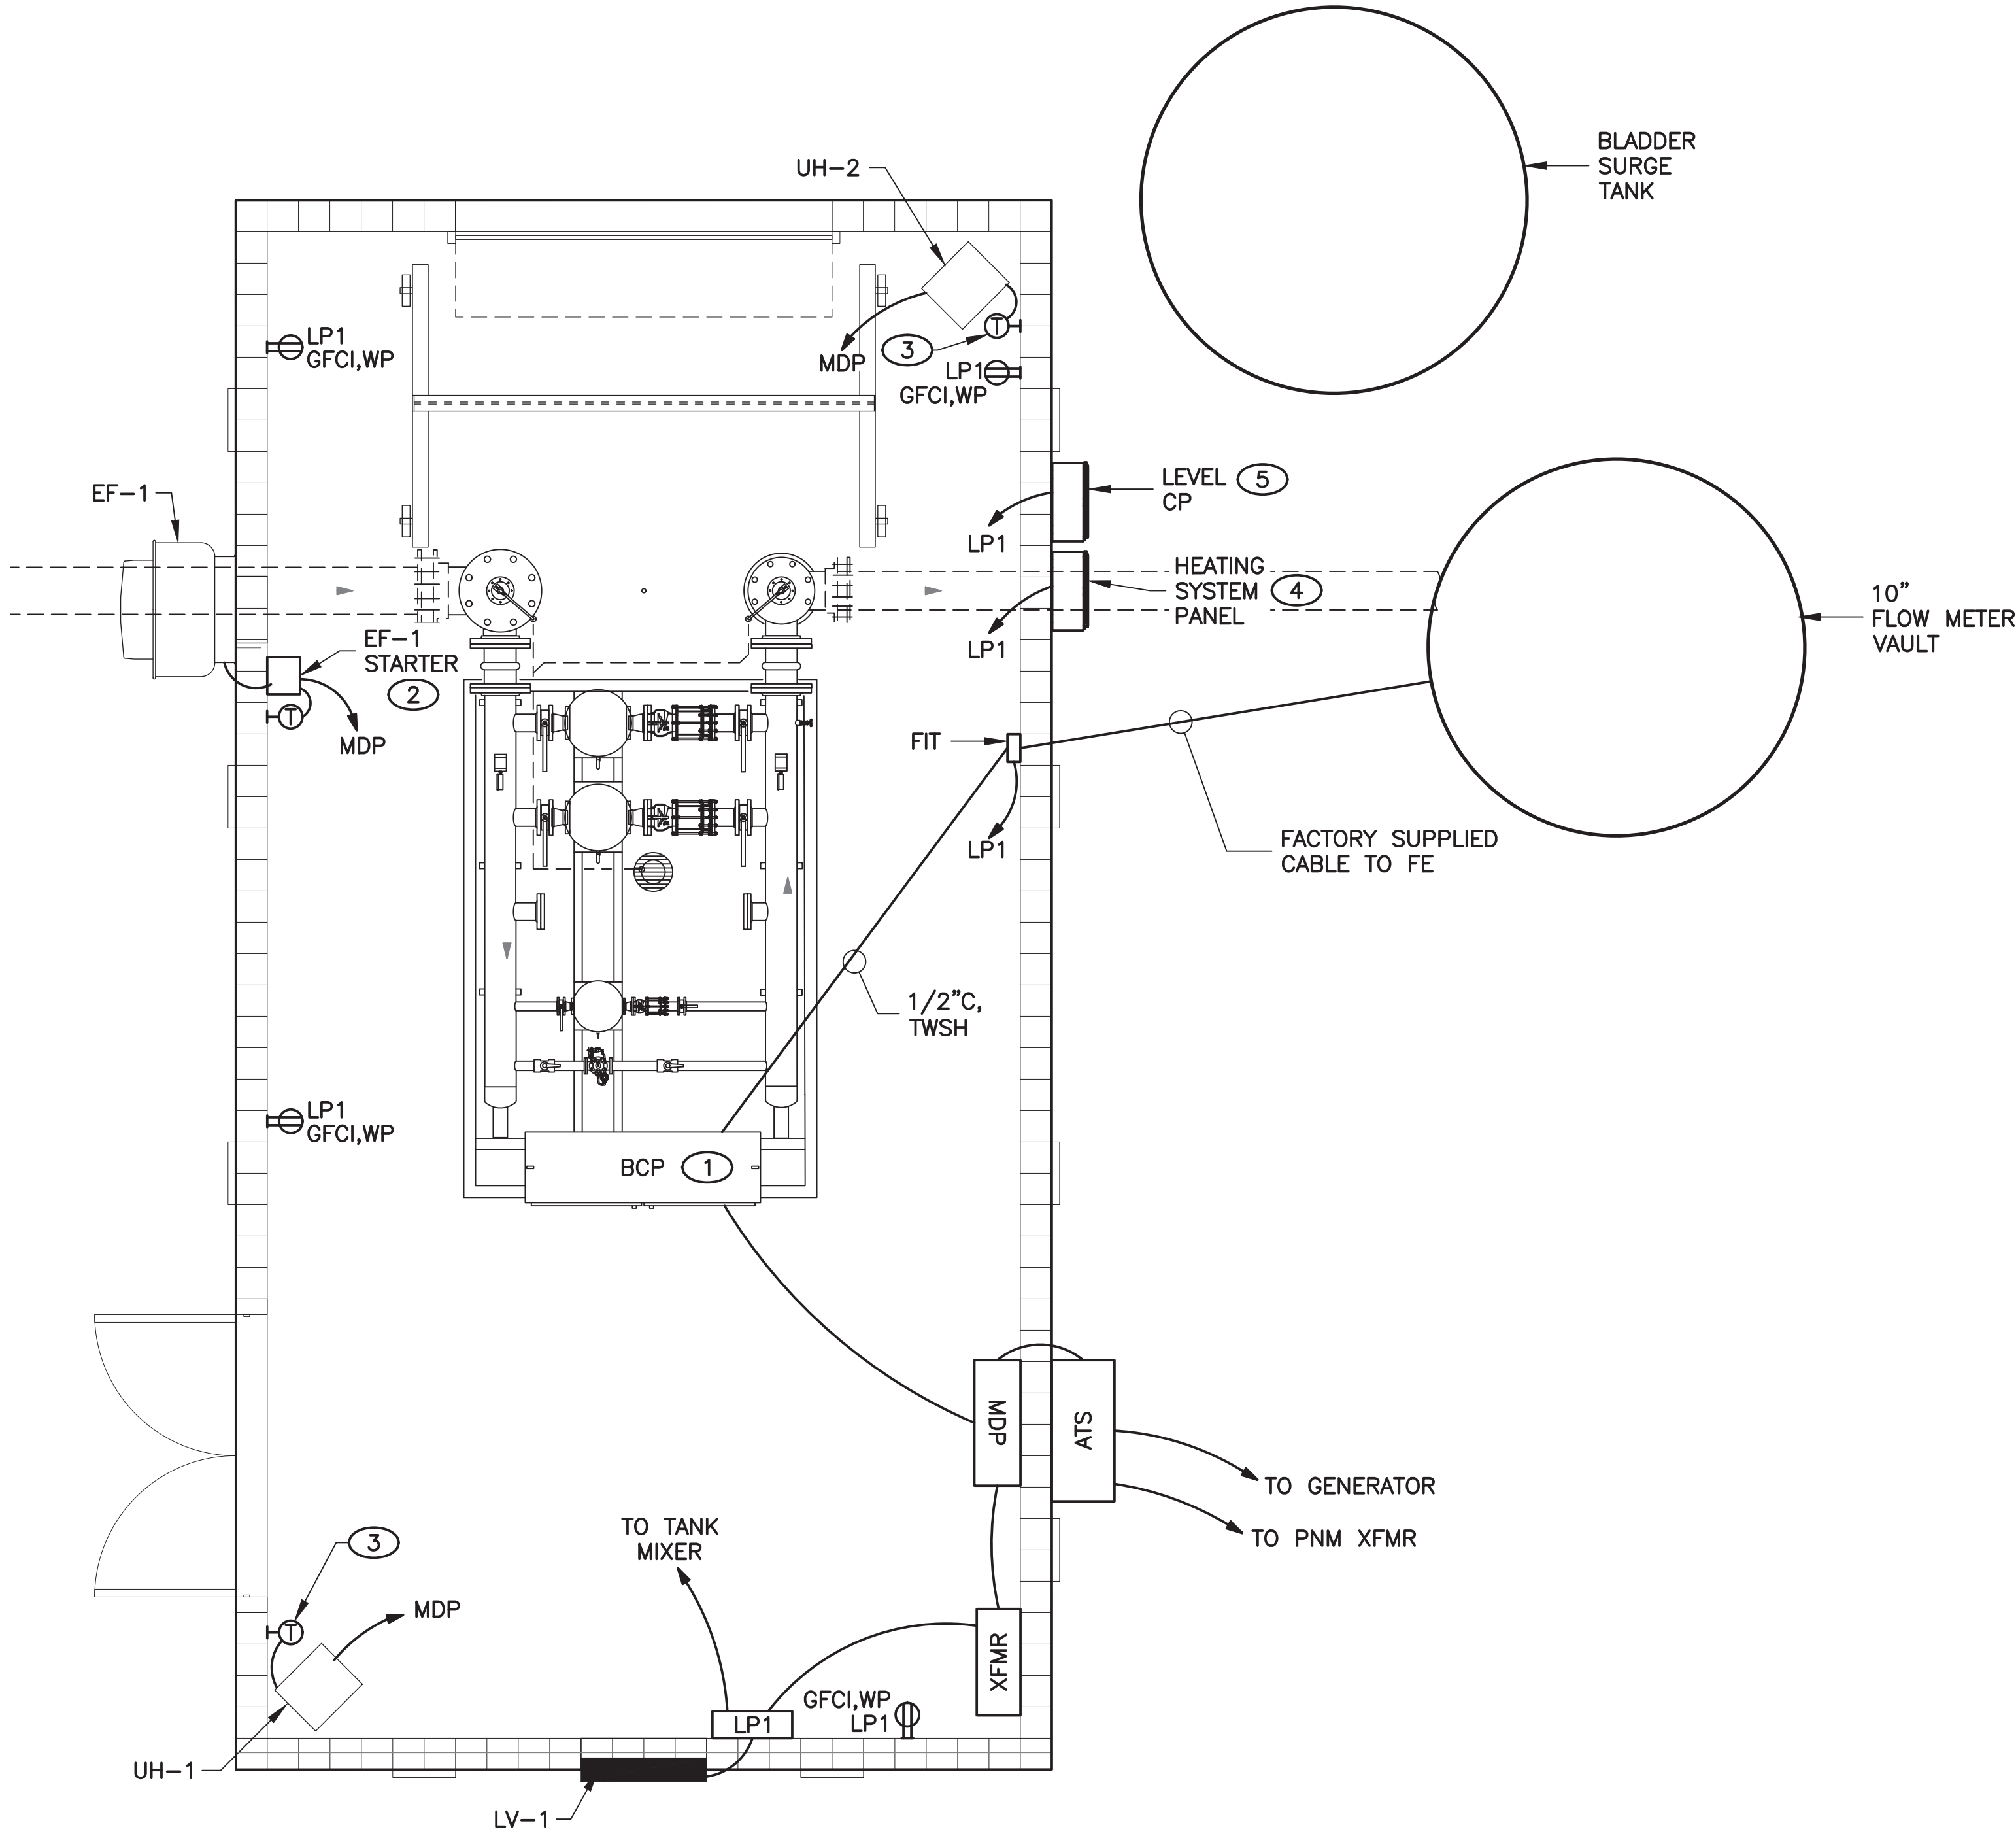 BLADDER
SURGE
TANK
UH-2
LP1
GFCI,WP
MDP
3
T
LP1
GFCI,WP
EF-1
LEVEL 5
CP
LP1
HEATING
SYSTEM 4
PANEL
LP1
10"
FLOW METER
VAULT
EF-1
STARTER
2
T
MDP
FIT
LP1
FACTORY SUPPLIED
CABLE TO FE
1/2"C,
TWSH
LP1
GFCI,WP
BCP 1
MDP
ATS
TO GENERATOR
TO PNM XFMR
TO TANK
MIXER
3
T
MDP
XFMR
GFCI,WP
LP1
LP1
UH-1
LV-1